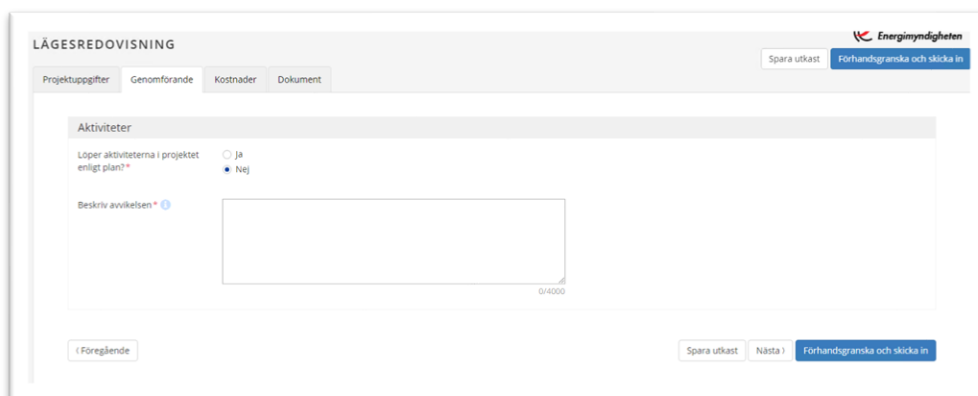 Energimyndigheten
LÄGESREDOVISNING
Spara utkast
Förhandsgranska och skicka in
Projektuppgifter Genomförande Kostnader Dokument
Aktiviteter
Löper aktiviteterna i projektet
enligt plan?*
Ja
Nej
Beskriv avvikelsen*
0/4000
Föregående
Spara utkast
Nästa
Förhandsgranska och skicka in